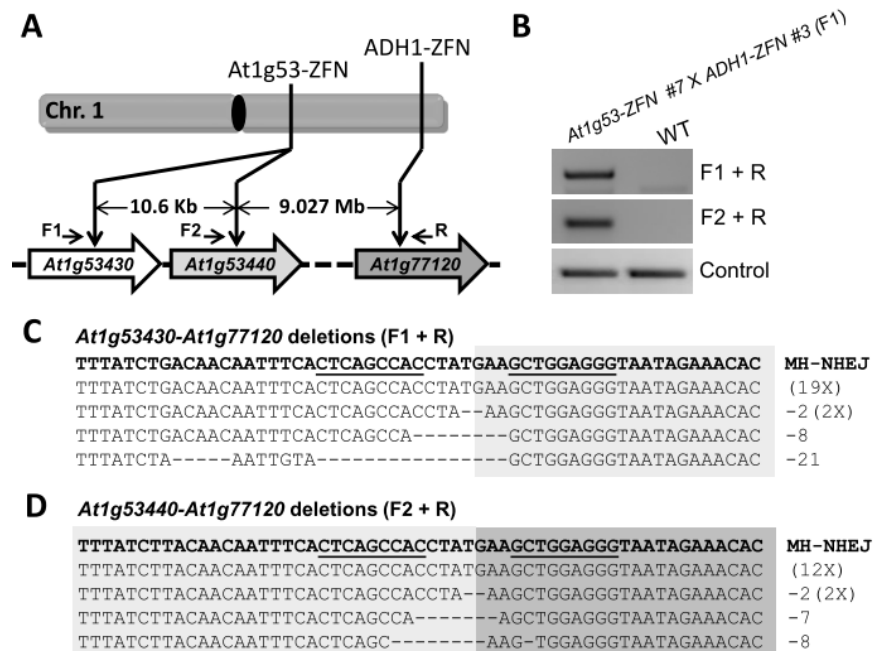 A
At1g53-ZFN
ADH1-ZFN
Chr. 1
10.6 Kb
9.027 Mb
F1
F2
R
At1g53430
At1g53440
At1g77120
B
At1g53-ZFN #7 X ADH1-ZFN #3 (F1)
WT
F1 + R
F2 + R
Control
C
At1g53430-At1g77120 deletions (F1 + R)
TTTATCTGACAACAATTTCACTCAGCCACCTATGAAGCTGGAGGGTAATAGAAACAC MH-NHEJ
TTTATCTGACAACAATTTCACTCAGCCACCTATGAAGCTGGAGGGTAATAGAAACAC (19X)
TTTATCTGACAACAATTTCACTCAGCCACCTA--AAGCTGGAGGGTAATAGAAACAC -2(2X)
TTTATCTGACAACAATTTCACTCAGCCA--------GCTGGAGGGTAATAGAAACAC -8
TTTATCTA-----AATTGTA----------------GCTGGAGGGTAATAGAAACAC -21
D
At1g53440-At1g77120 deletions (F2 + R)
TTTATCTTACAACAATTTCACTCAGCCACCTATGAAGCTGGAGGGTAATAGAAACAC MH-NHEJ
TTTATCTTACAACAATTTCACTCAGCCACCTATGAAGCTGGAGGGTAATAGAAACAC (12X)
TTTATCTTACAACAATTTCACTCAGCCACCTA--AAGCTGGAGGGTAATAGAAACAC -2(2X)
TTTATCTTACAACAATTTCACTCAGCCA-------AGCTGGAGGGTAATAGAAACAC -7
TTTATCTTACAACAATTTCACTCAGC--------AAG-TGGAGGGTAATAGAAACAC -8